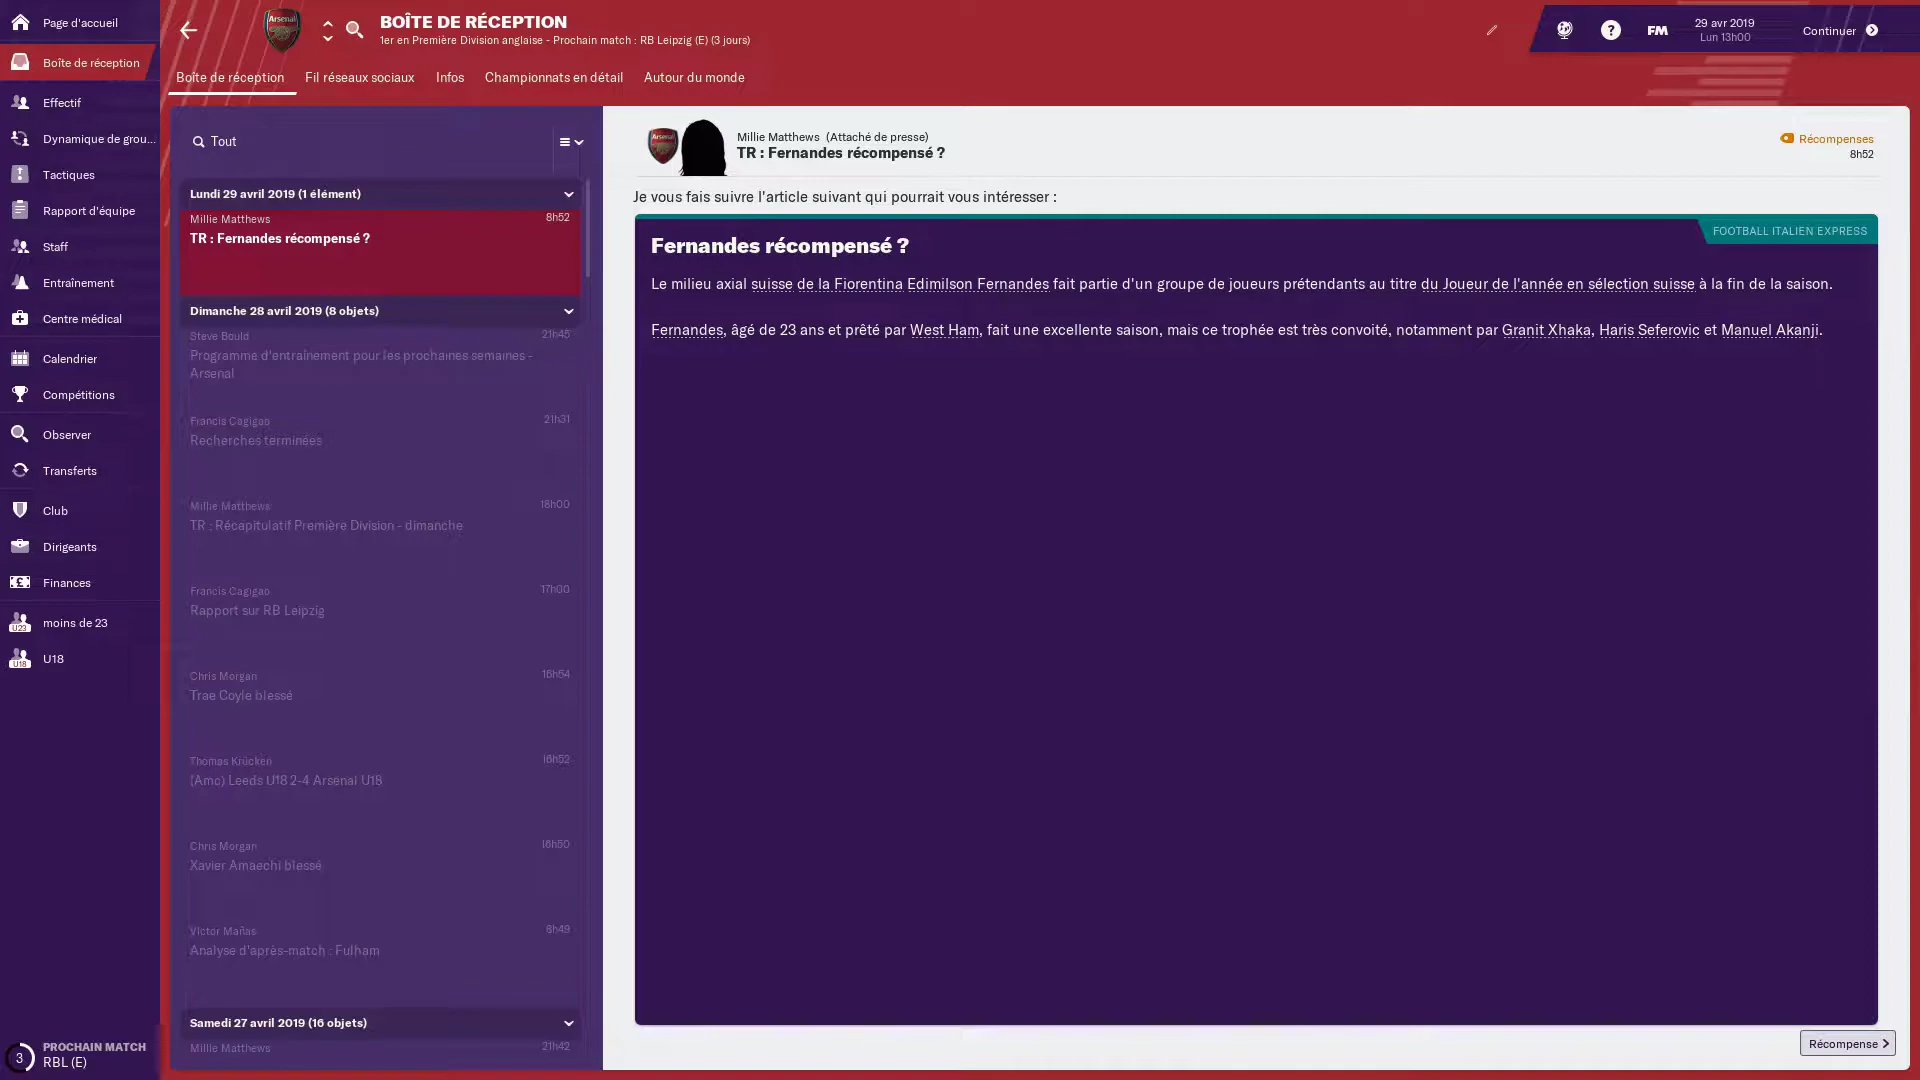 Page d'accueil
Boîte de réception
Effectif
Dynamique de grou...
Tactiques
Rapport d'équipe
Staff
Entraînement
Centre médical
Calendrier
Compétitions
Observer
Transferts
Club
Dirigeants
Finances
U23
moins de 23
U18
U18
3
PROCHAIN MATCH
RBL (E)
Arsenal
BOÎTE DE RÉCEPTION
1er en Première Division anglaise - Prochain match : RB Leipzig (E) (3 jours)
FM
29 avr 2019
Lun 13h00
Continuer
Boîte de réception
Fil réseaux sociaux
Infos
Championnats en détail
Autour du monde
Tout
Lundi 29 avril 2019 (1 élément)
Millie Matthews 8h52
TR : Fernandes récompensé ?
Dimanche 28 avril 2019 (8 objets)
Steve Bould 21h45
Programme d'entraînement pour les prochaines semaines -
Arsenal
Francis Cagigao 21h31
Recherches terminées
Millie Matthews 18h00
TR : Récapitulatif Première Division - dimanche
Francis Cagigao 17h00
Rapport sur RB Leipzig
Chris Morgan 16h54
Trae Coyle blessé
Thomas Krücken 16h52
(Amc) Leeds U18 2-4 Arsenal U18
Chris Morgan 16h50
Xavier Amaechi blessé
Victor Mañas 8h49
Analyse d'après-match : Fulham
Samedi 27 avril 2019 (16 objets)
Millie Matthews 21h42
Arsenal
Millie Matthews (Attaché de presse)
TR : Fernandes récompensé ?
Récompenses
8h52
Je vous fais suivre l'article suivant qui pourrait vous intéresser :
FOOTBALL ITALIEN EXPRESS
Fernandes récompensé ?
Le milieu axial suisse de la Fiorentina Edimilson Fernandes fait partie d'un groupe de joueurs prétendants au titre du Joueur de l'année en sélection suisse à la fin de la saison.
Fernandes, âgé de 23 ans et prêté par West Ham, fait une excellente saison, mais ce trophée est très convoité, notamment par Granit Xhaka, Haris Seferovic et Manuel Akanji.
Récompense